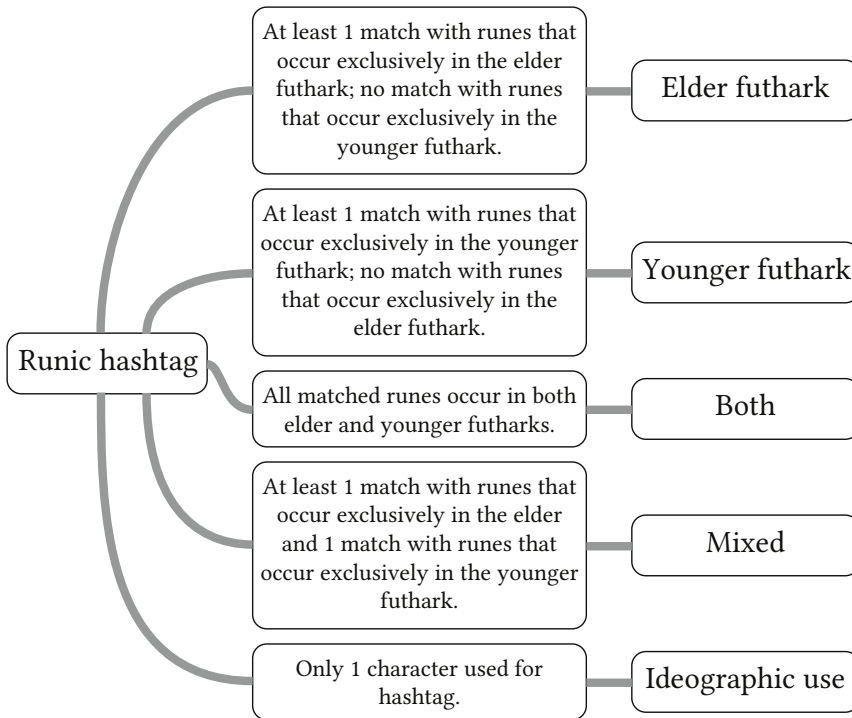 At least 1 match with runes that
occur exclusively in the elder
futhark; no match with runes
that occur exclusively in the
younger futhark.
Elder futhark
At least 1 match with runes that
occur exclusively in the younger
futhark; no match with runes
that occur exclusively in the
elder futhark.
Younger futhark
Runic hashtag
All matched runes occur in both
elder and younger futharks.
Both
At least 1 match with runes that
occur exclusively in the elder
and 1 match with runes that
occur exclusively in the younger
futhark.
Mixed
Only 1 character used for
hashtag.
Ideographic use